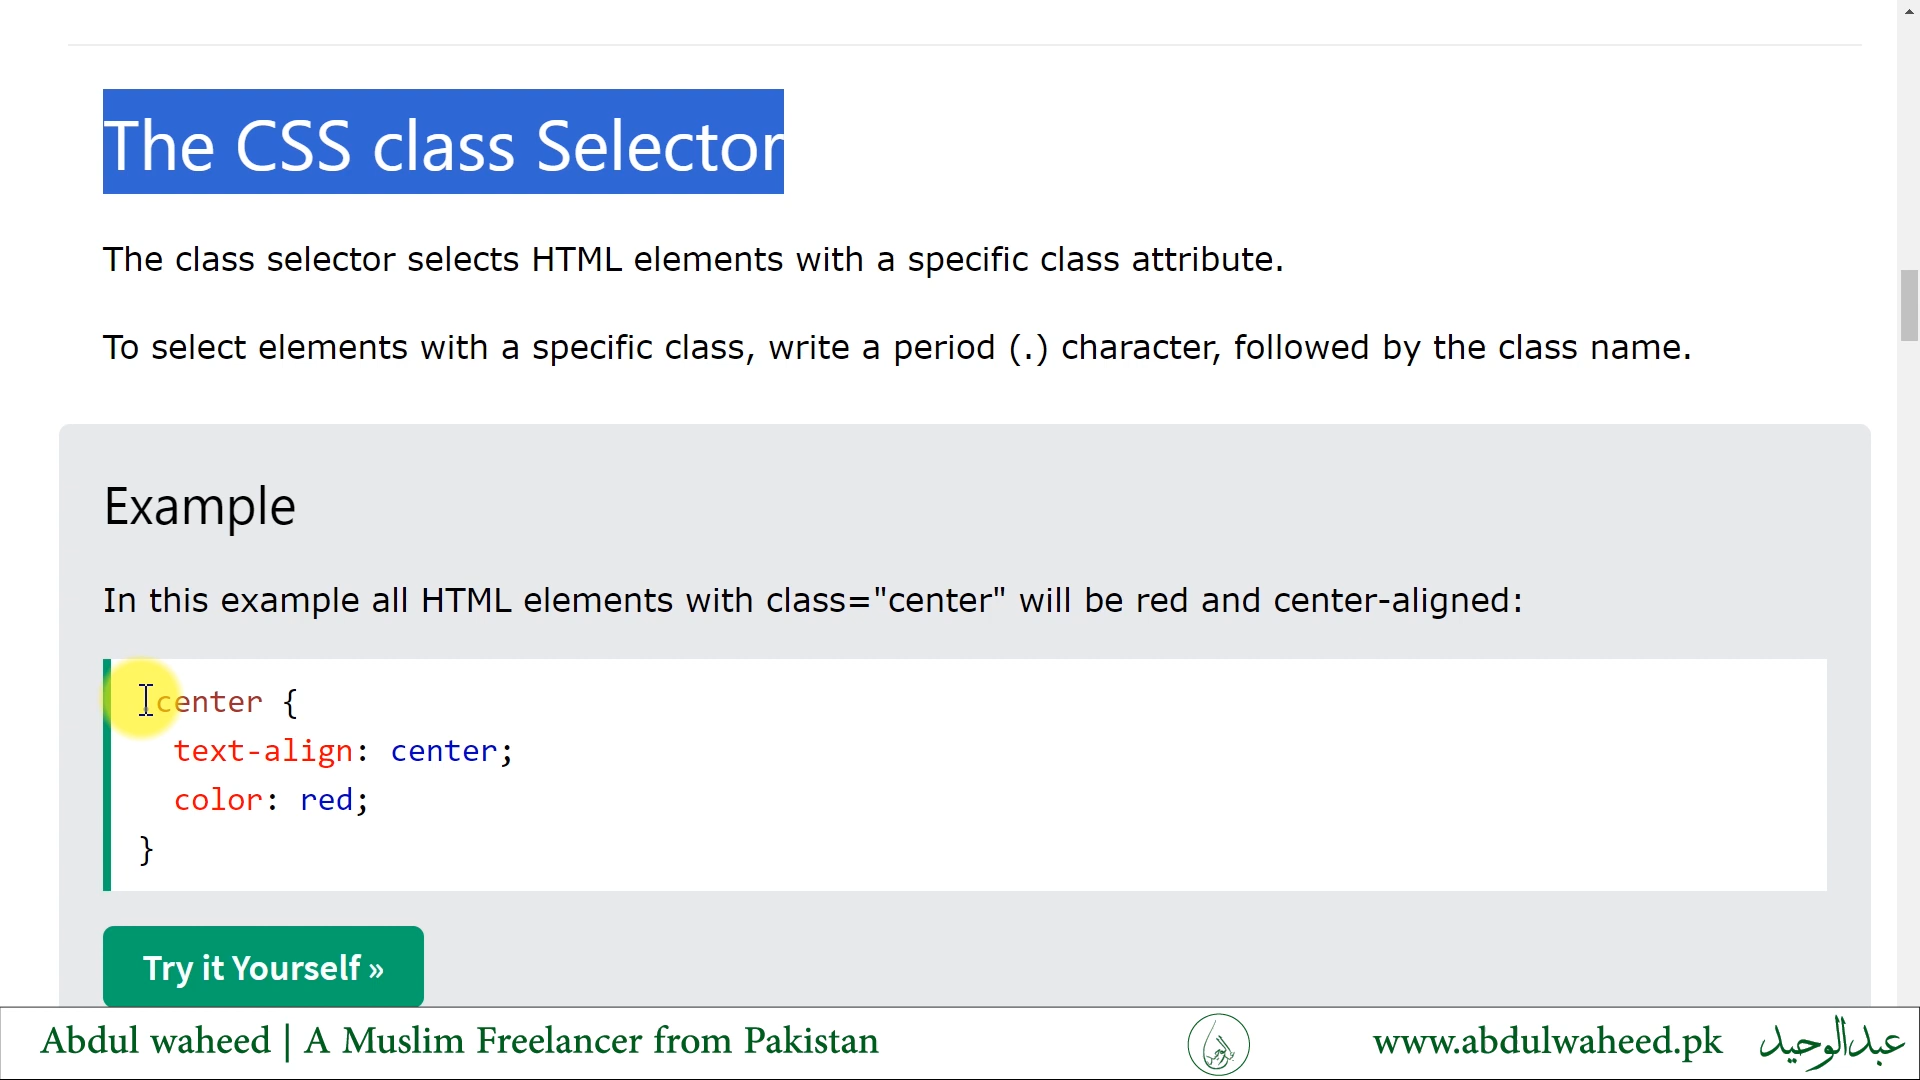 The CSS class Selector
The class selector selects HTML elements with a specific class attribute.
To select elements with a specific class, write a period (.) character, followed by the class name.
Example
In this example all HTML elements with class="center" will be red and center-aligned:
.center {
  text-align: center;
  color: red;
}
Try it Yourself »
Abdul waheed | A Muslim Freelancer from Pakistan
www.abdulwaheed.pk
عبدالوحید